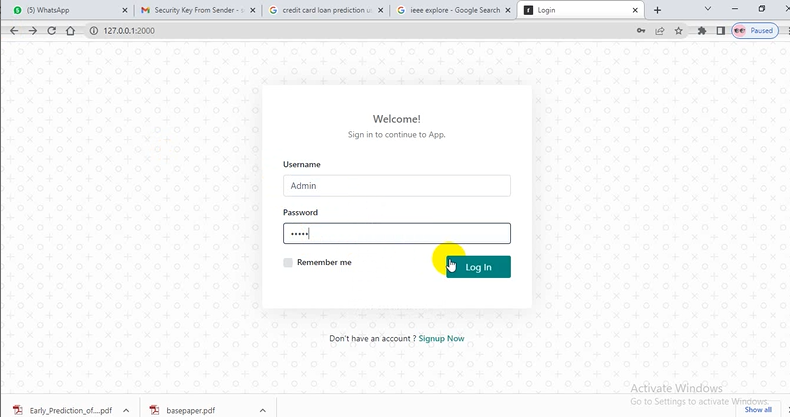 (5) WhatsApp
Security Key From Sender -
credit card loan prediction
ieee explore - Google Search
Login
127.0.0.1:2000
Paused
Welcome!
Sign in to continue to App.
Username
Admin
Password
•••••
Remember me
Log In
Don't have an account ? Signup Now
Activate Windows
Go to Settings to activate Windows.
Early_Prediction_of....pdf
basepaper.pdf
Show all